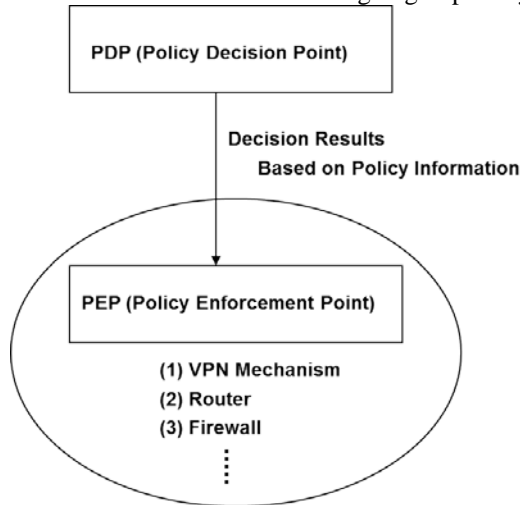 PDP (Policy Decision Point)
Decision Results
Based on Policy Information
PEP (Policy Enforcement Point)
(1) VPN Mechanism
(2) Router
(3) Firewall